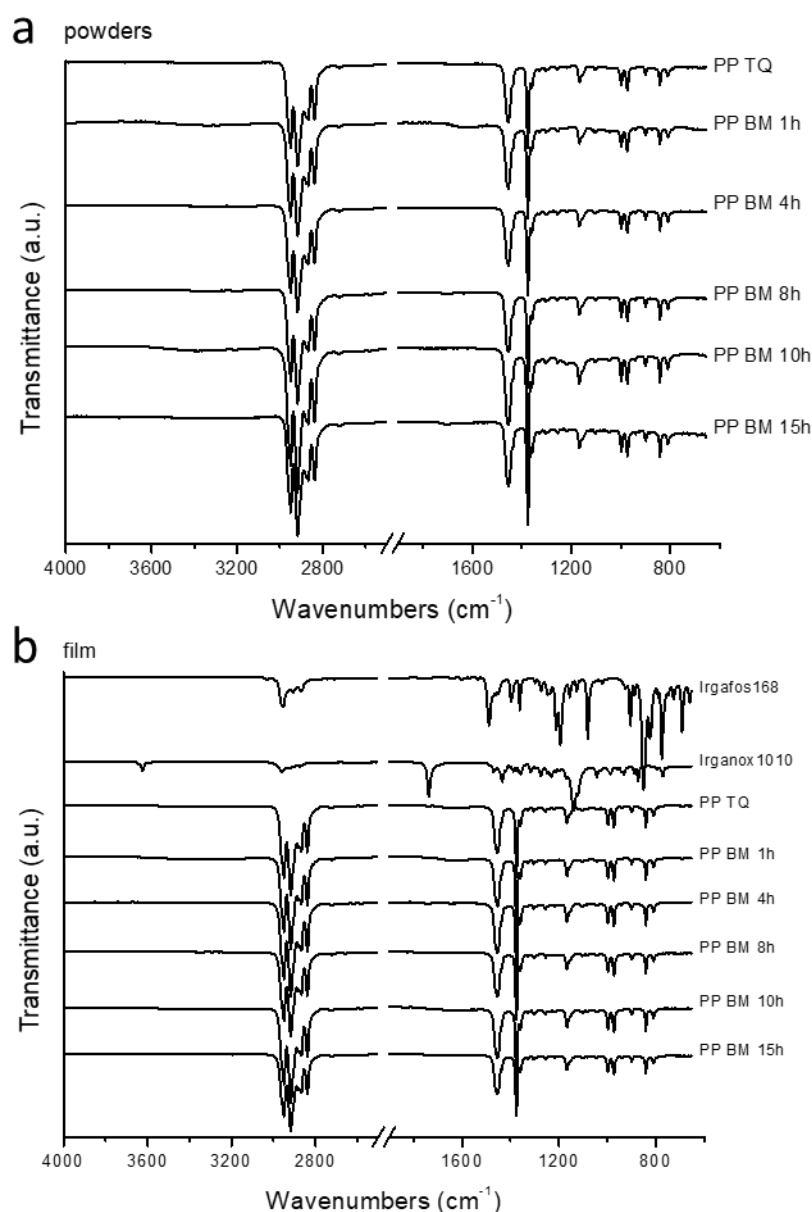 a powders
PP TQ
PP BM 1h
PP BM 4h
PP BM 8h
PP BM 10h
PP BM 15h
Transmittance (a.u.)
4000 3600 3200 2800 1600 1200 800
Wavenumbers (cm⁻¹)
b film
Irgafos168
Irganox1010
PP TQ
PP BM 1h
PP BM 4h
PP BM 8h
PP BM 10h
PP BM 15h
Transmittance (a.u.)
4000 3600 3200 2800 1600 1200 800
Wavenumbers (cm⁻¹)